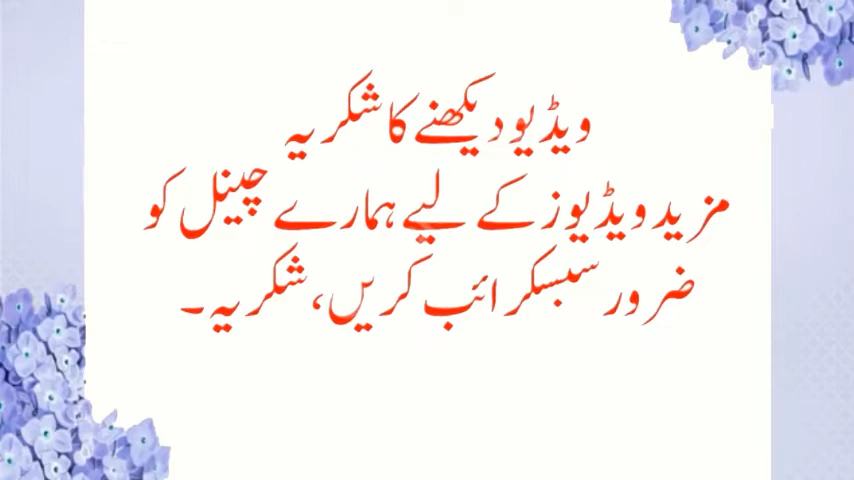 ویڈیو دیکھنے کا شکریہ
مزید ویڈیوز کے لیے ہمارے چینل کو
ضرور سبسکرائب کریں، شکریہ۔